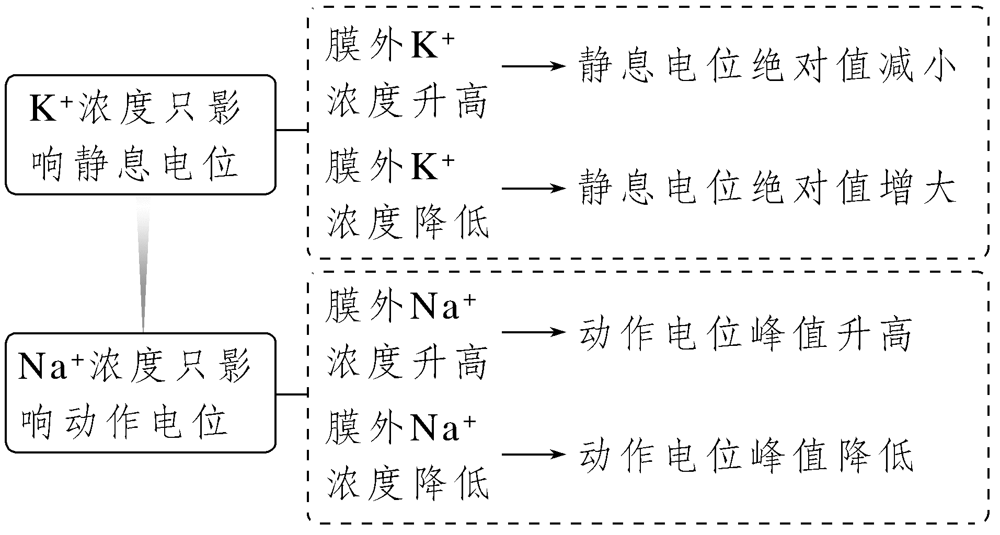 K⁺浓度只影
响静息电位
膜外K⁺
浓度升高
静息电位绝对值减小
膜外K⁺
浓度降低
静息电位绝对值增大
Na⁺浓度只影
响动作电位
膜外Na⁺
浓度升高
动作电位峰值升高
膜外Na⁺
浓度降低
动作电位峰值降低